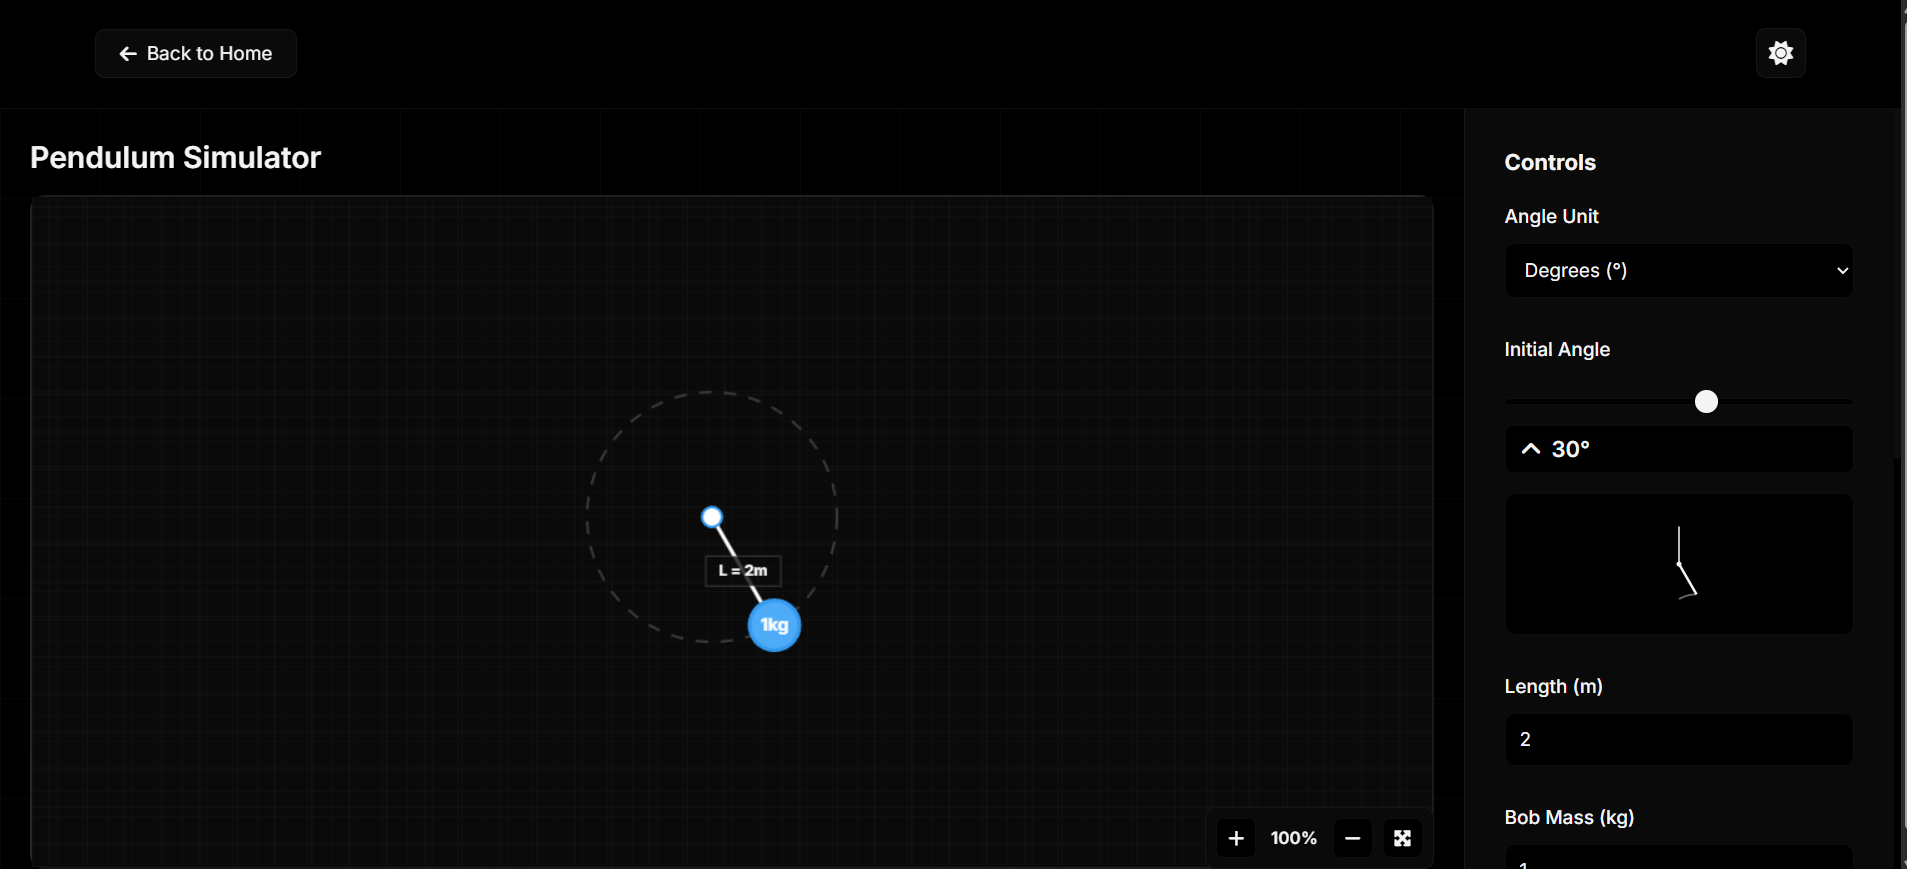 Back to Home
Pendulum Simulator
L = 2m
1kg
100%
Controls
Angle Unit
Degrees (°)
Initial Angle
30°
Length (m)
2
Bob Mass (kg)
1